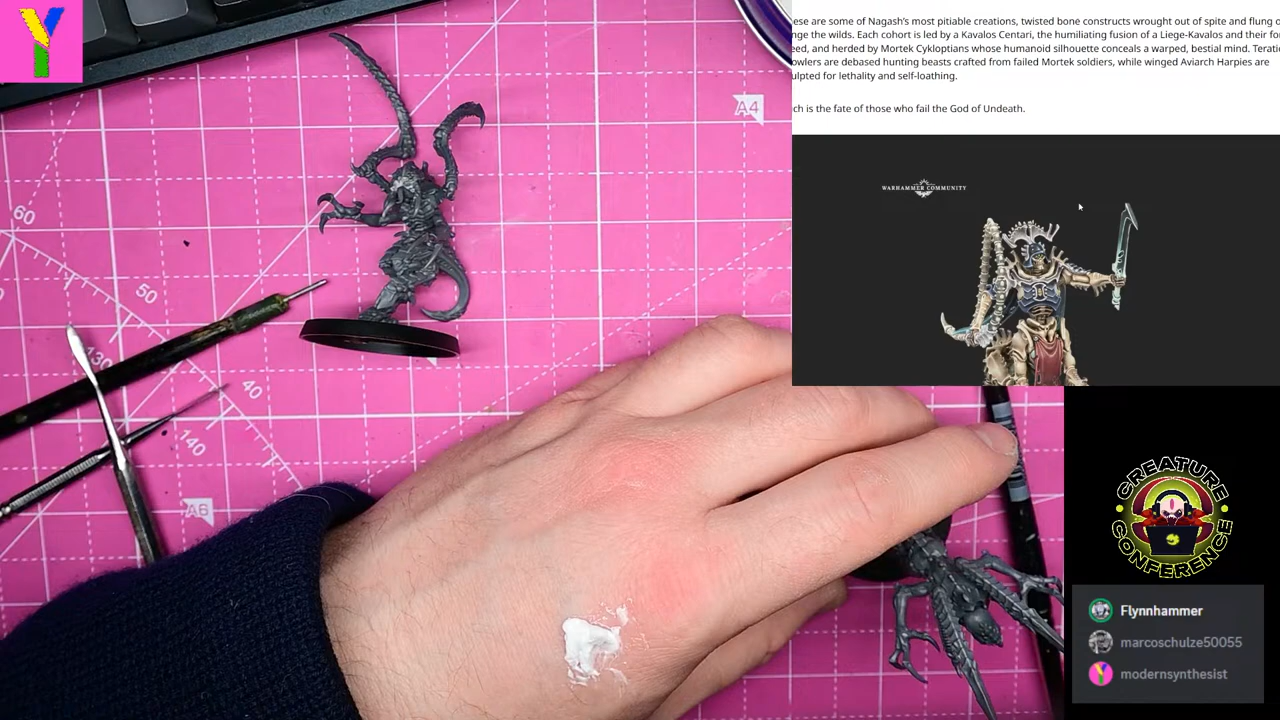 ese are some of Nagash's most pitiable creations, twisted bone constructs wrought out of spite and flung
nge the wilds. Each cohort is led by a Kavalos Centari, the humiliating fusion of a Liege-Kavalos and their
eed, and herded by Mortek Cykloptians whose humanoid silhouette conceals a warped, bestial mind.
owlers are debased hunting beasts crafted from failed Mortek soldiers, while winged Aviarch Harpies are
ulpted for lethality and self-loathing.
ch is the fate of those who fail the God of Undeath.
A4
WARHAMMER COMMUNITY
60
50
40
130
140
A6
CREATURE
CONFERENCE
Flynnhammer
marcoschulze50055
modernsynthesist
Y